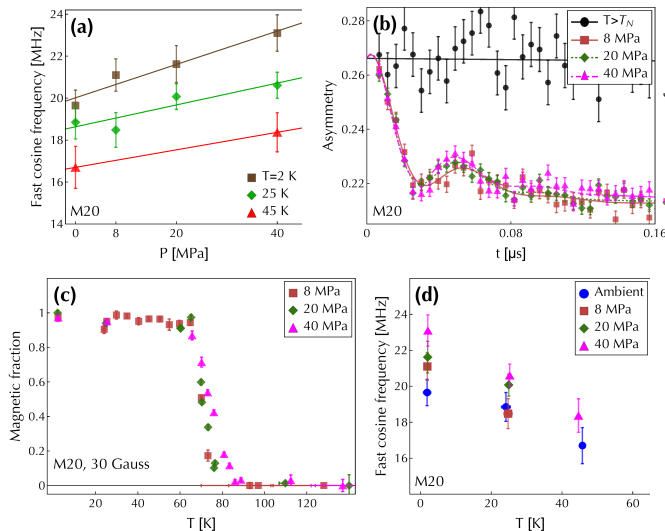 (a)
24
22
20
18
16
14
Fast cosine frequency [MHz]
M20
T=2 K
25 K
45 K
0
8
20
40
P [MPa]
(b)
0.28
0.26
0.24
0.22
Asymmetry
T>T_N
8 MPa
20 MPa
40 MPa
M20
0
0.08
0.16
t [µs]
(c)
1
0.8
0.6
0.4
0.2
0
Magnetic fraction
8 MPa
20 MPa
40 MPa
M20, 30 Gauss
20
60
100
140
T [K]
(d)
24
22
20
18
16
Fast cosine frequency [MHz]
Ambient
8 MPa
20 MPa
40 MPa
M20
0
20
40
60
T [K]